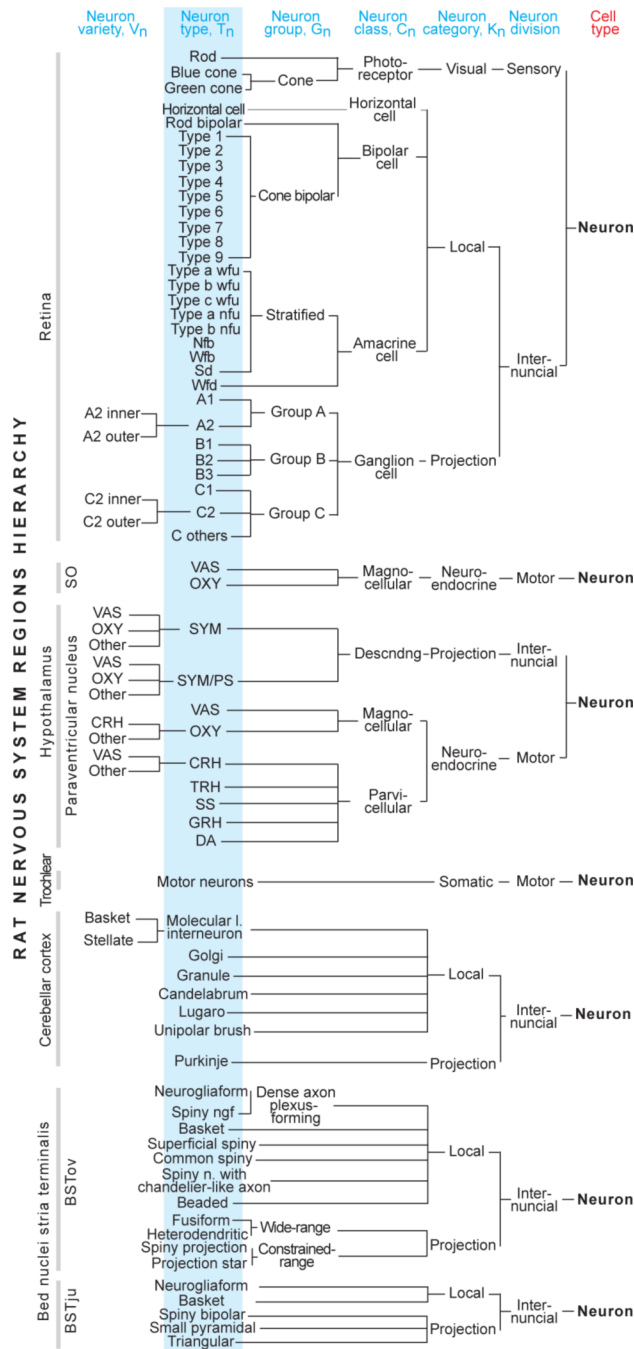 Neuron variety, Vn
Neuron type, Tn
Neuron group, Gn
Neuron class, Cn
Neuron category, Kn
Neuron division
Cell type
RAT NERVOUS SYSTEM REGIONS HIERARCHY
Retina
Rod
Blue cone
Green cone
Cone
Photo-
receptor
Visual
Sensory
Horizontal cell
Horizontal
cell
Rod bipolar
Type 1
Type 2
Type 3
Type 4
Type 5
Type 6
Type 7
Type 8
Type 9
Cone bipolar
Bipolar
cell
Local
Neuron
Type a wfu
Type b wfu
Type c wfu
Type a nfu
Type b nfu
Nfb
Wfb
Sd
Wfd
Stratified
Amacrine
cell
Inter-
nuncial
A2 inner
A2 outer
A1
A2
Group A
B1
B2
B3
Group B
Ganglion
cell
Projection
C2 inner
C2 outer
C1
C2
C others
Group C
SO
VAS
OXY
Magno-
cellular
Neuro-
endocrine
Motor
Neuron
Hypothalamus
Paraventricular nucleus
VAS
OXY
Other
SYM
VAS
OXY
Other
SYM/PS
Descndng
Projection
Inter-
nuncial
Neuron
CRH
Other
VAS
OXY
Magno-
cellular
Neuro-
endocrine
Motor
VAS
Other
CRH
TRH
SS
GRH
DA
Parvi-
cellular
Trochlear
Motor neurons
Somatic
Motor
Neuron
Cerebellar cortex
Basket
Stellate
Molecular l.
interneuron
Golgi
Granule
Candelabrum
Lugaro
Unipolar brush
Local
Purkinje
Projection
Inter-
nuncial
Neuron
Bed nuclei stria terminalis
BSTov
Neurogliaform
Spiny ngf
Dense axon
plexus-
forming
Basket
Superficial spiny
Common spiny
Spiny n. with
chandelier-like axon
Beaded
Local
Fusiform
Heterodendritic
Wide-range
Spiny projection
Projection star
Constrained-
range
Projection
Inter-
nuncial
Neuron
BSTju
Neurogliaform
Basket
Local
Spiny bipolar
Small pyramidal
Triangular
Projection
Inter-
nuncial
Neuron